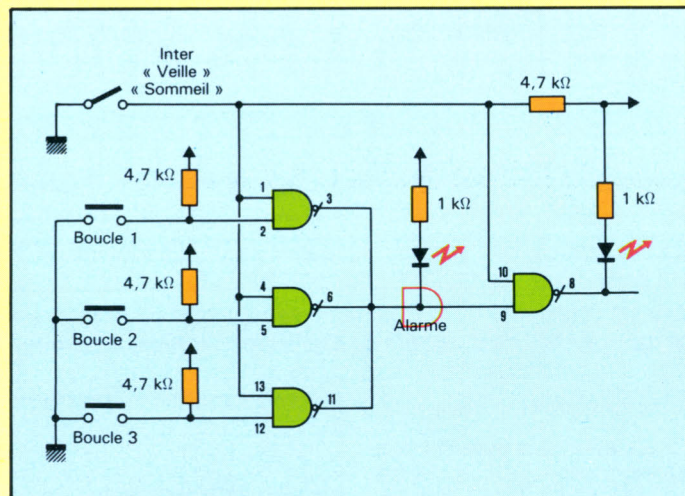 Inter
« Veille »
« Sommeil »
4,7 kΩ
4,7 kΩ
1
3
2
1 kΩ
1 kΩ
Boucle 1
4,7 kΩ
4
6
5
10
8
9
Alarme
Boucle 2
4,7 kΩ
13
11
12
Boucle 3